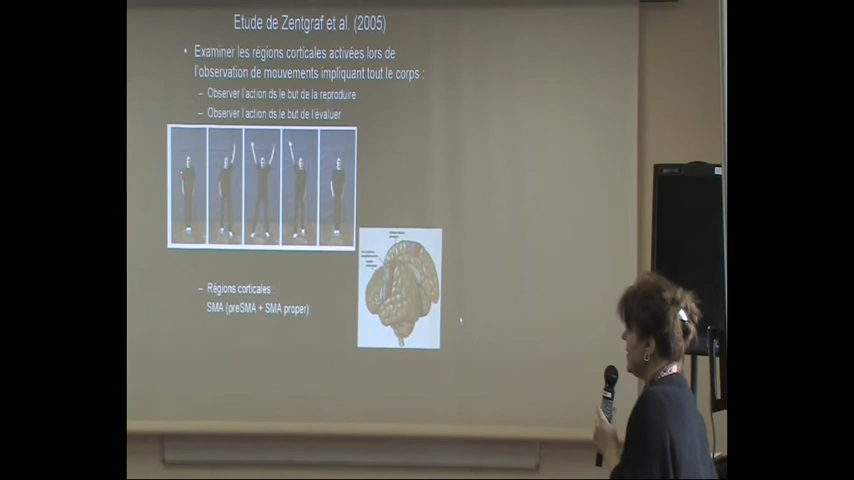 Etude de Zentgraf et al. (2005)
• Examiner les régions corticales activées lors de
l'observation de mouvements impliquant tout le corps :
– Observer l'action ds le but de la reproduire
– Observer l'action ds le but de l'évaluer
– Régions corticales
SMA (preSMA + SMA proper)